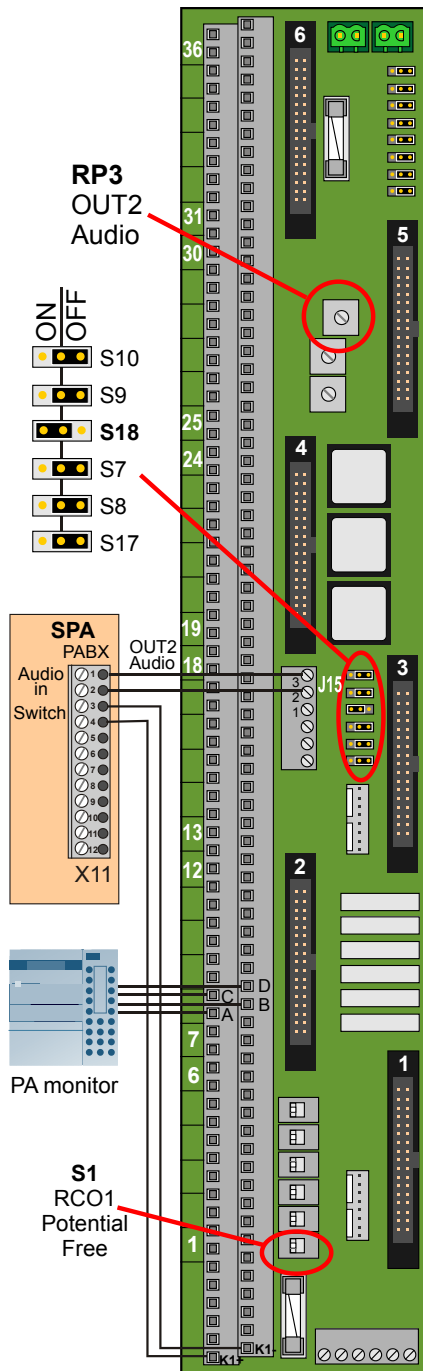 36
6
RP3
OUT2
Audio
31
30
5
ON
OFF
S10
S9
S18
S7
S8
S17
25
24
4
SPA
PABX
OUT2
Audio
19
18
Audio
in
Switch
1
2
3
4
5
6
7
8
9
10
11
12
X11
3
2
1
J15
3
13
12
2
D
C
B
A
PA monitor
7
6
1
S1
RCO1
Potential
Free
1
K1-
K1+